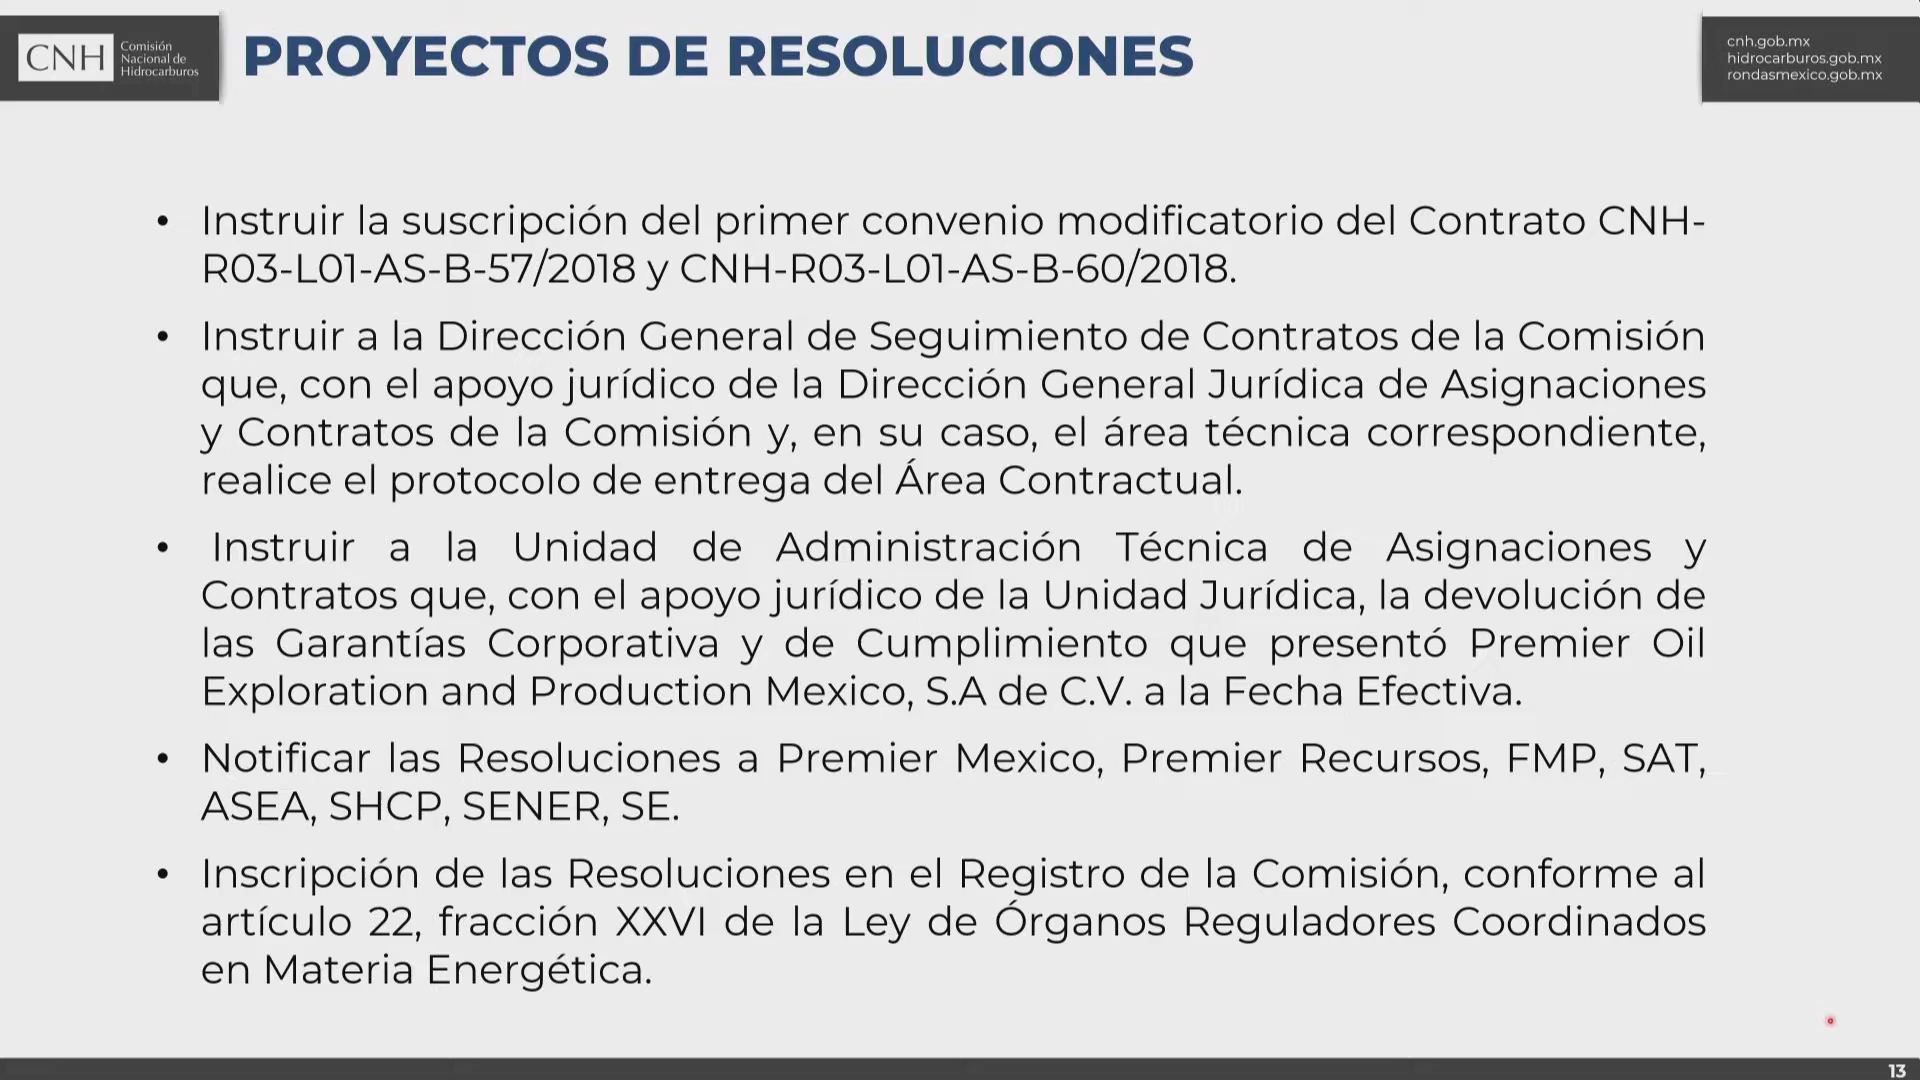 CNH
Comisión
Nacional de
Hidrocarburos
PROYECTOS DE RESOLUCIONES
cnh.gob.mx
hidrocarburos.gob.mx
rondasmexico.gob.mx
• Instruir la suscripción del primer convenio modificatorio del Contrato CNH-
R03-L01-AS-B-57/2018 y CNH-R03-L01-AS-B-60/2018.
• Instruir a la Dirección General de Seguimiento de Contratos de la Comisión
que, con el apoyo jurídico de la Dirección General Jurídica de Asignaciones
y Contratos de la Comisión y, en su caso, el área técnica correspondiente,
realice el protocolo de entrega del Área Contractual.
• Instruir a la Unidad de Administración Técnica de Asignaciones y
Contratos que, con el apoyo jurídico de la Unidad Jurídica, la devolución de
las Garantías Corporativa y de Cumplimiento que presentó Premier Oil
Exploration and Production Mexico, S.A de C.V. a la Fecha Efectiva.
• Notificar las Resoluciones a Premier Mexico, Premier Recursos, FMP, SAT,
ASEA, SHCP, SENER, SE.
• Inscripción de las Resoluciones en el Registro de la Comisión, conforme al
artículo 22, fracción XXVI de la Ley de Órganos Reguladores Coordinados
en Materia Energética.
13